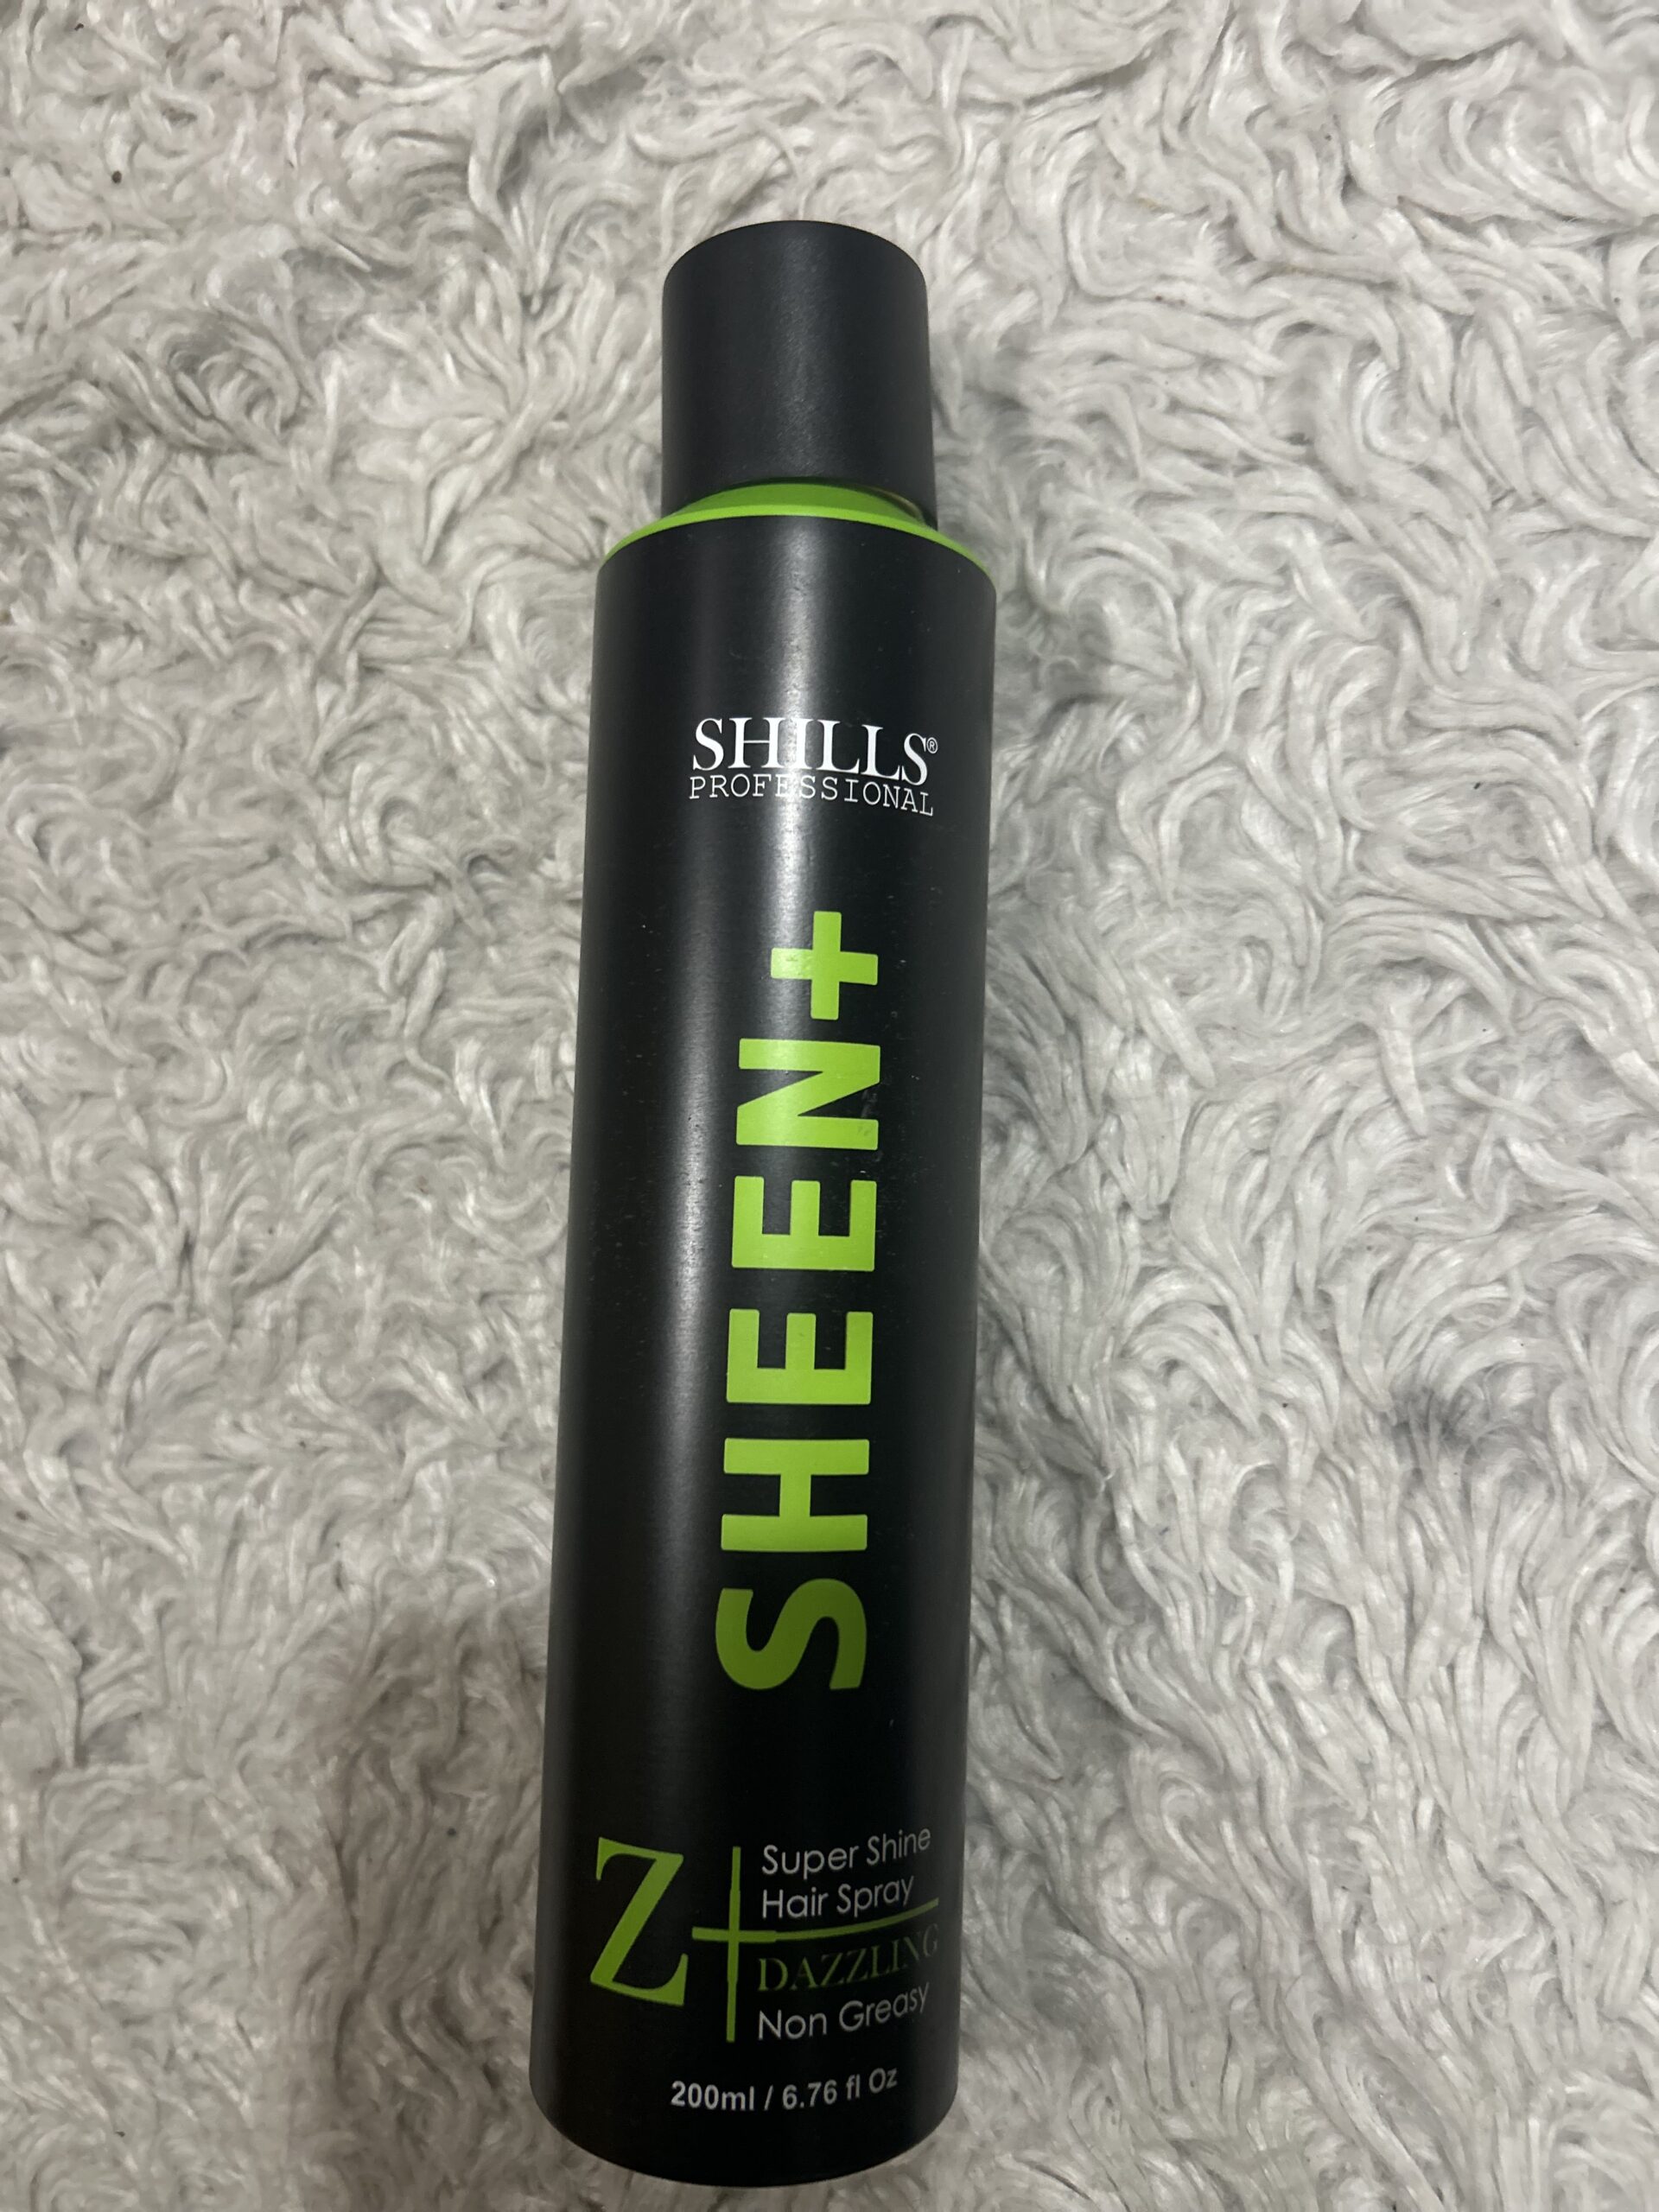 SHILLS®
PROFESSIONAL
SHEEN+
Z
Super Shine
Hair Spray
DAZZLING
Non Greasy
200ml / 6.76 fl Oz